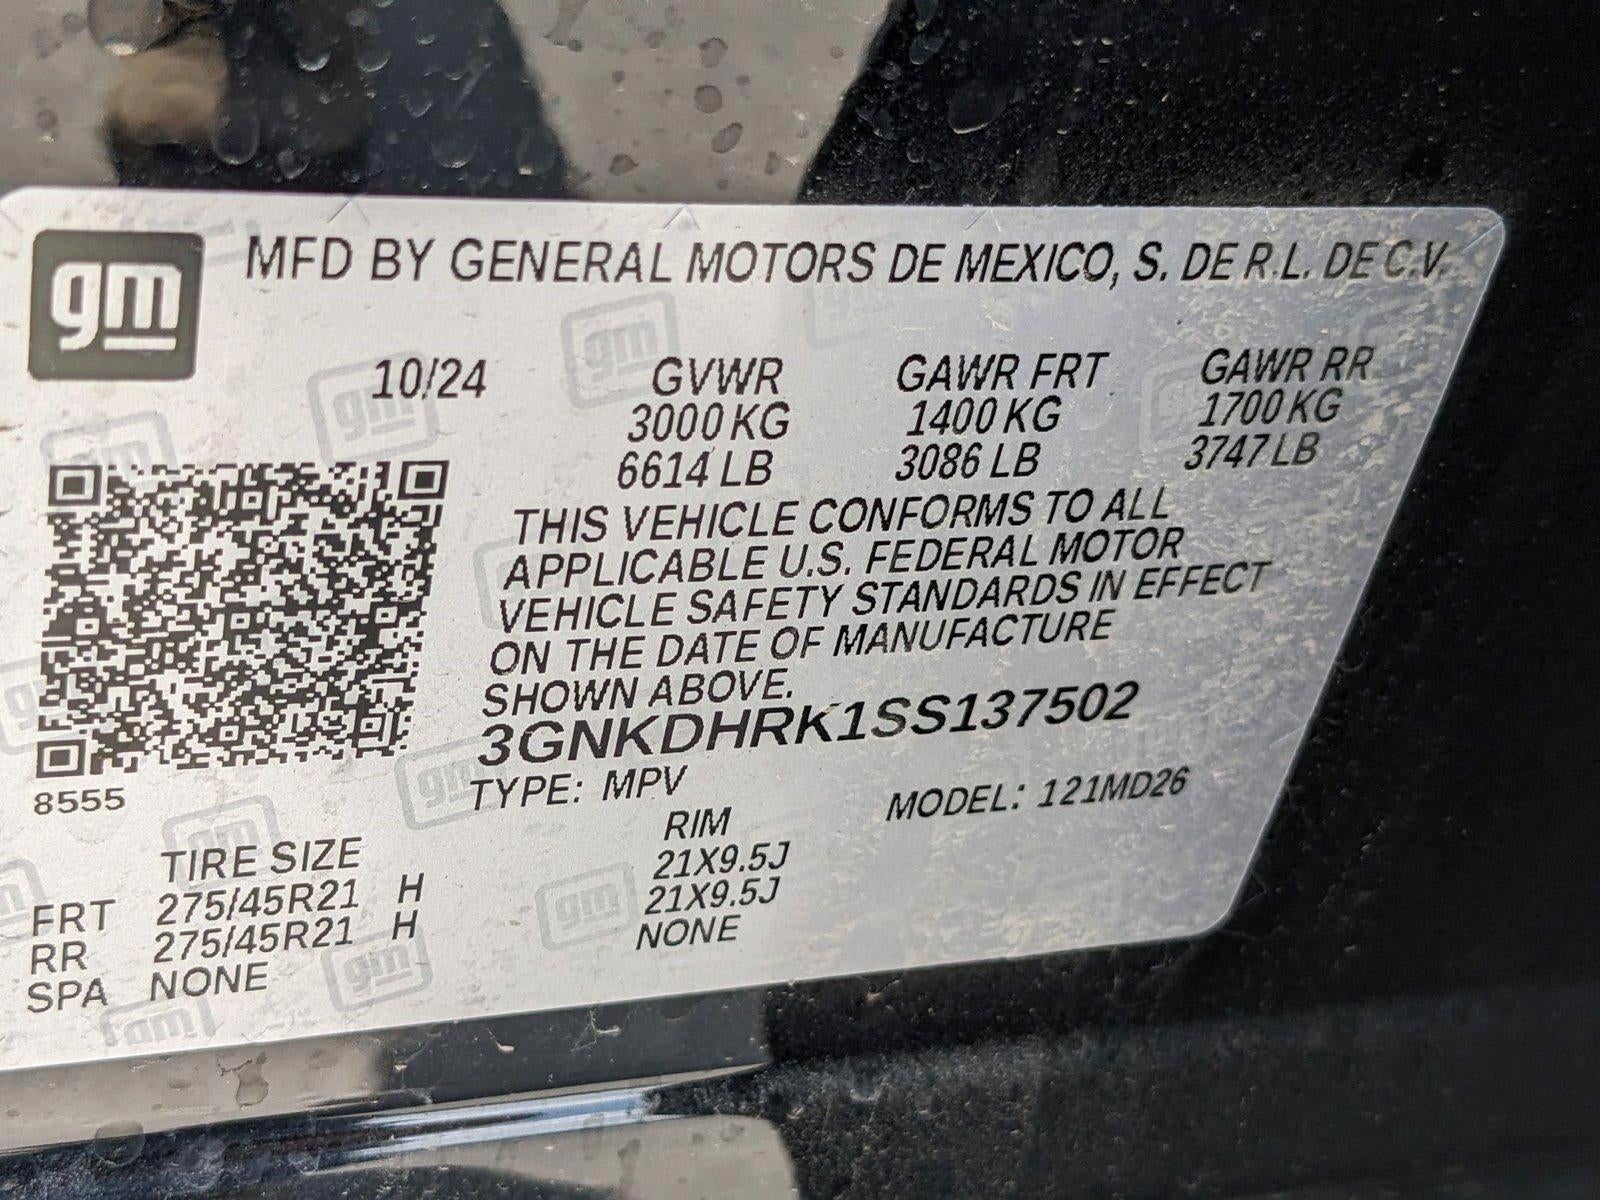 gm
MFD BY GENERAL MOTORS DE MEXICO, S. DE R.L. DE C.V.
10/24 GVWR GAWR FRT GAWR RR
3000 KG 1400 KG 1700 KG
6614 LB 3086 LB 3747 LB
THIS VEHICLE CONFORMS TO ALL
APPLICABLE U.S. FEDERAL MOTOR
VEHICLE SAFETY STANDARDS IN EFFECT
ON THE DATE OF MANUFACTURE
SHOWN ABOVE.
3GNKDHRK1SS137502
8555
TYPE: MPV MODEL: 121MD26
TIRE SIZE RIM
FRT 275/45R21 H 21X9.5J
RR 275/45R21 H 21X9.5J
SPA NONE NONE